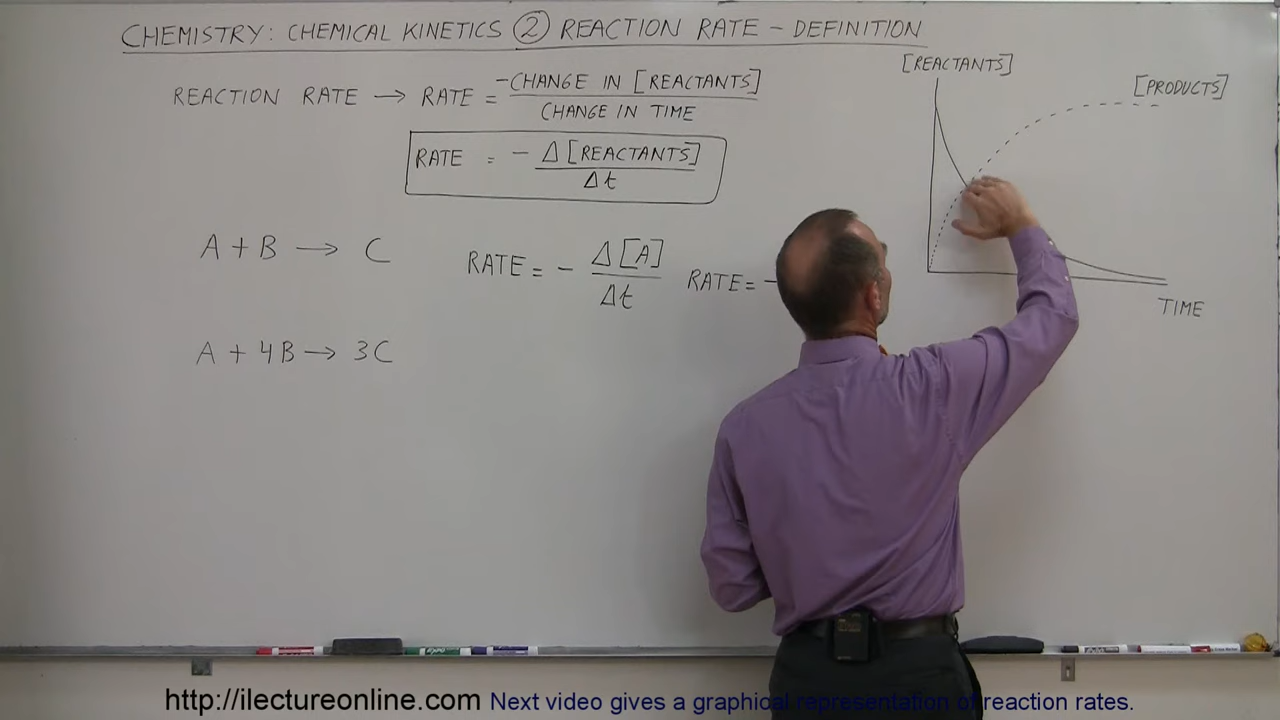 CHEMISTRY: CHEMICAL KINETICS ② REACTION RATE – DEFINITION
REACTION RATE → RATE = -CHANGE IN [REACTANTS]
CHANGE IN TIME
RATE = - Δ[REACTANTS]
Δt
A + B → C
RATE = - Δ[A]
Δt
RATE = -
A + 4B → 3C
[REACTANTS]
[PRODUCTS]
TIME
http://ilectureonline.com Next video gives a graphical representation of reaction rates.